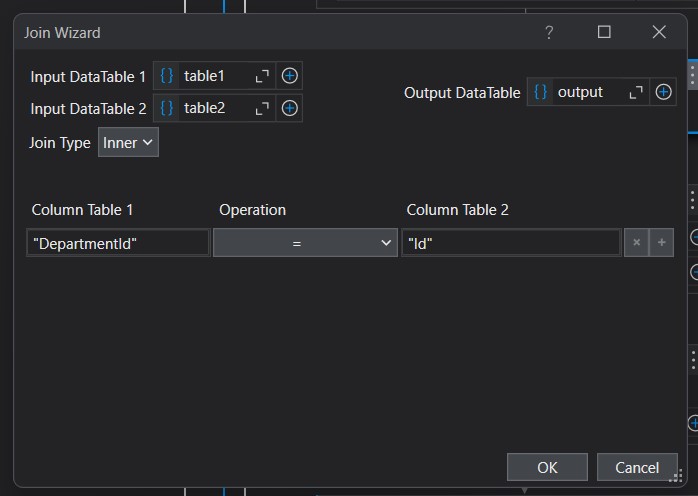 Join Wizard ?
Input DataTable 1 {} table1
Output DataTable {} output
Input DataTable 2 {} table2
Join Type Inner
Column Table 1 Operation Column Table 2
"DepartmentId" = "Id" × +
OK Cancel